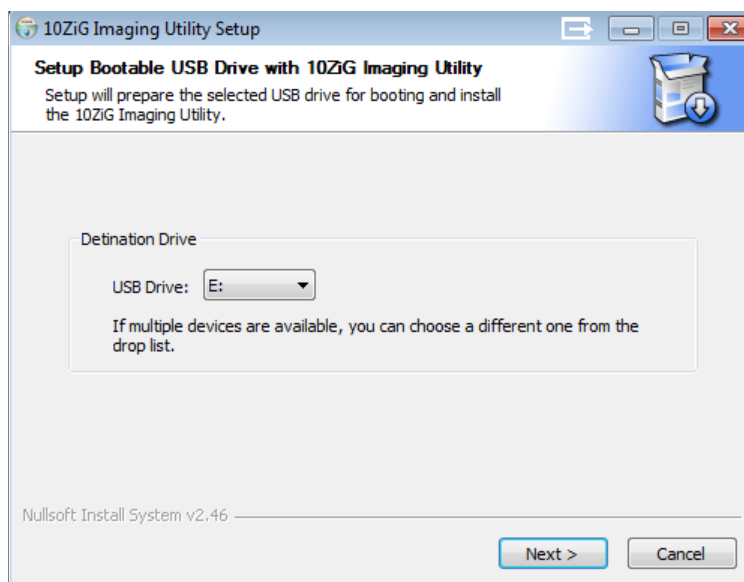 10ZiG Imaging Utility Setup
Setup Bootable USB Drive with 10ZiG Imaging Utility
Setup will prepare the selected USB drive for booting and install
the 10ZiG Imaging Utility.
Detination Drive
USB Drive: E:
If multiple devices are available, you can choose a different one from the
drop list.
Nullsoft Install System v2.46
Next > Cancel